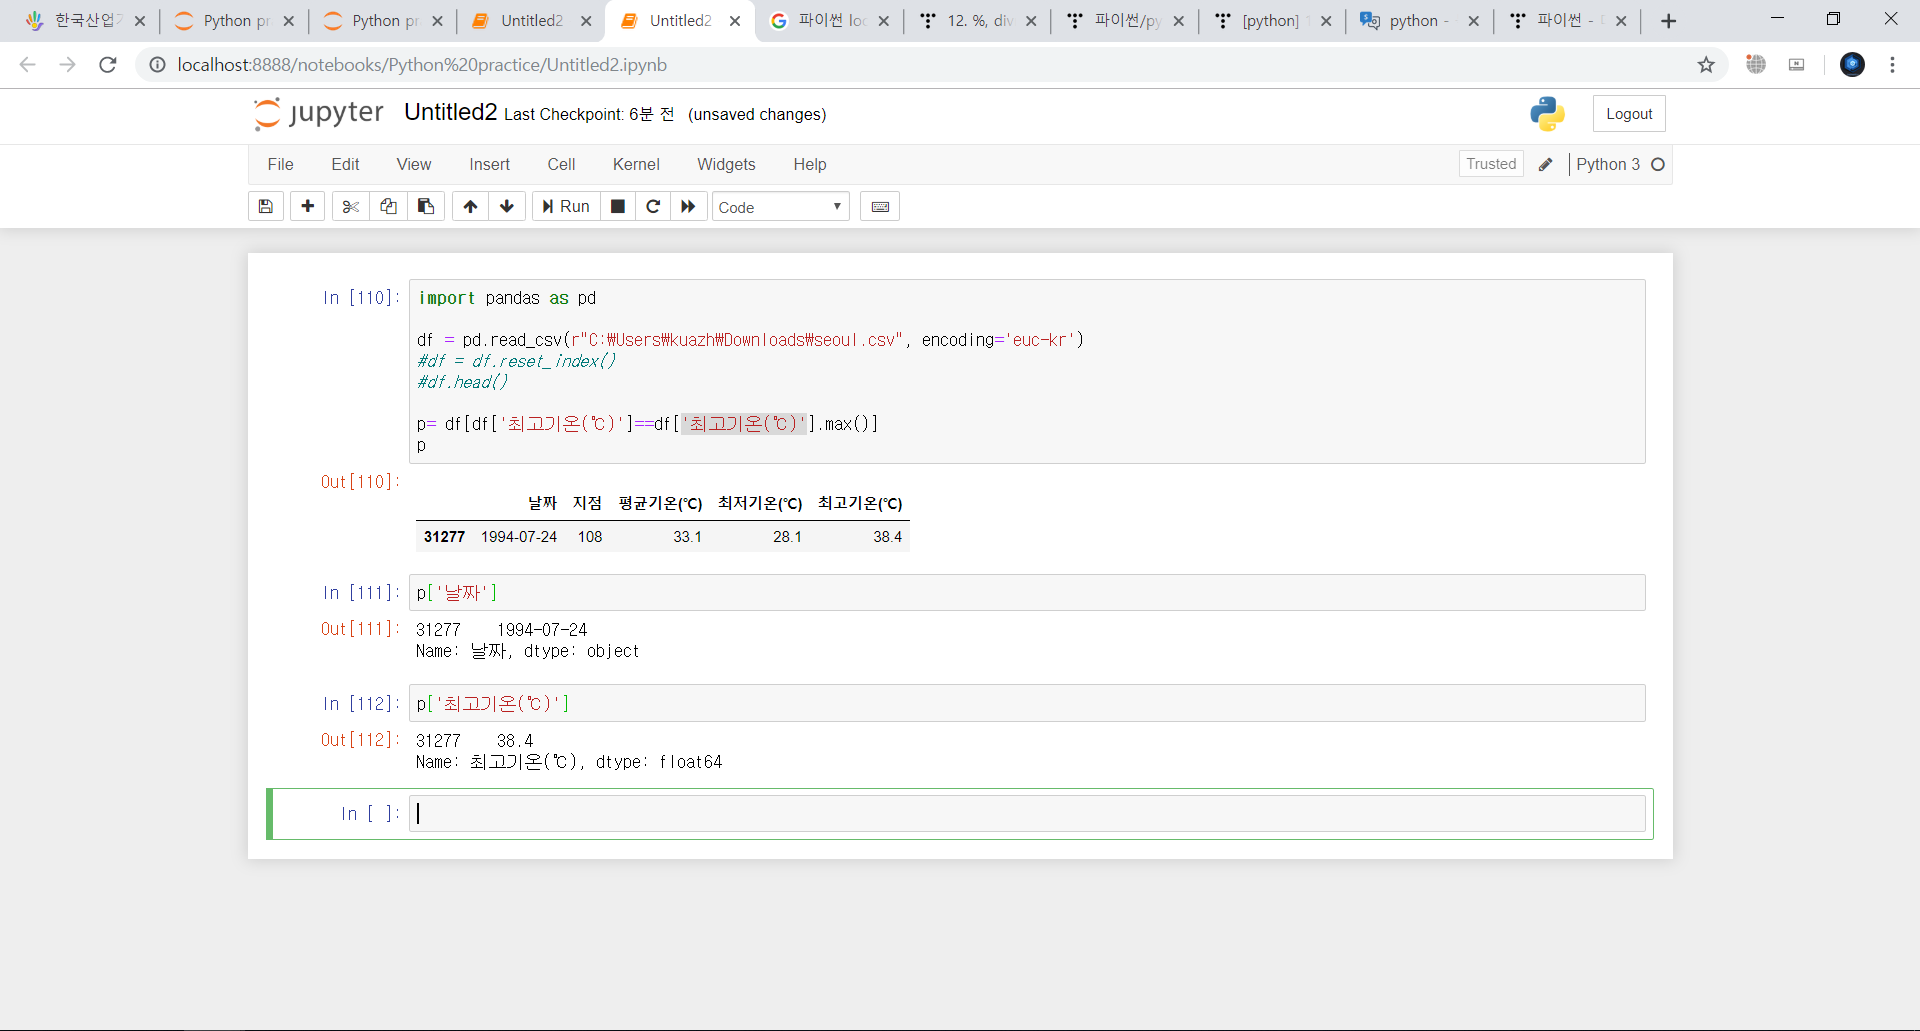 한국산업기
Python pr
Python pr
Untitled2
Untitled2
파이썬 loc
12. %, div
파이썬/py
[python] 1
python -
파이썬 -
localhost:8888/notebooks/Python%20practice/Untitled2.ipynb
jupyter Untitled2 Last Checkpoint: 6분 전 (unsaved changes)
Logout
File Edit View Insert Cell Kernel Widgets Help
Trusted Python 3
Run Code
In [110]:
import pandas as pd
df = pd.read_csv(r"C:₩Users₩kuazh₩Downloads₩seoul.csv", encoding='euc-kr')
#df = df.reset_index()
#df.head()
p= df[df['최고기온(℃)']==df['최고기온(℃)'].max()]
p
Out[110]:
날짜 지점 평균기온(℃) 최저기온(℃) 최고기온(℃)
31277 1994-07-24 108 33.1 28.1 38.4
In [111]: p['날짜']
Out[111]: 31277 1994-07-24
Name: 날짜, dtype: object
In [112]: p['최고기온(℃)']
Out[112]: 31277 38.4
Name: 최고기온(℃), dtype: float64
In [ ]: